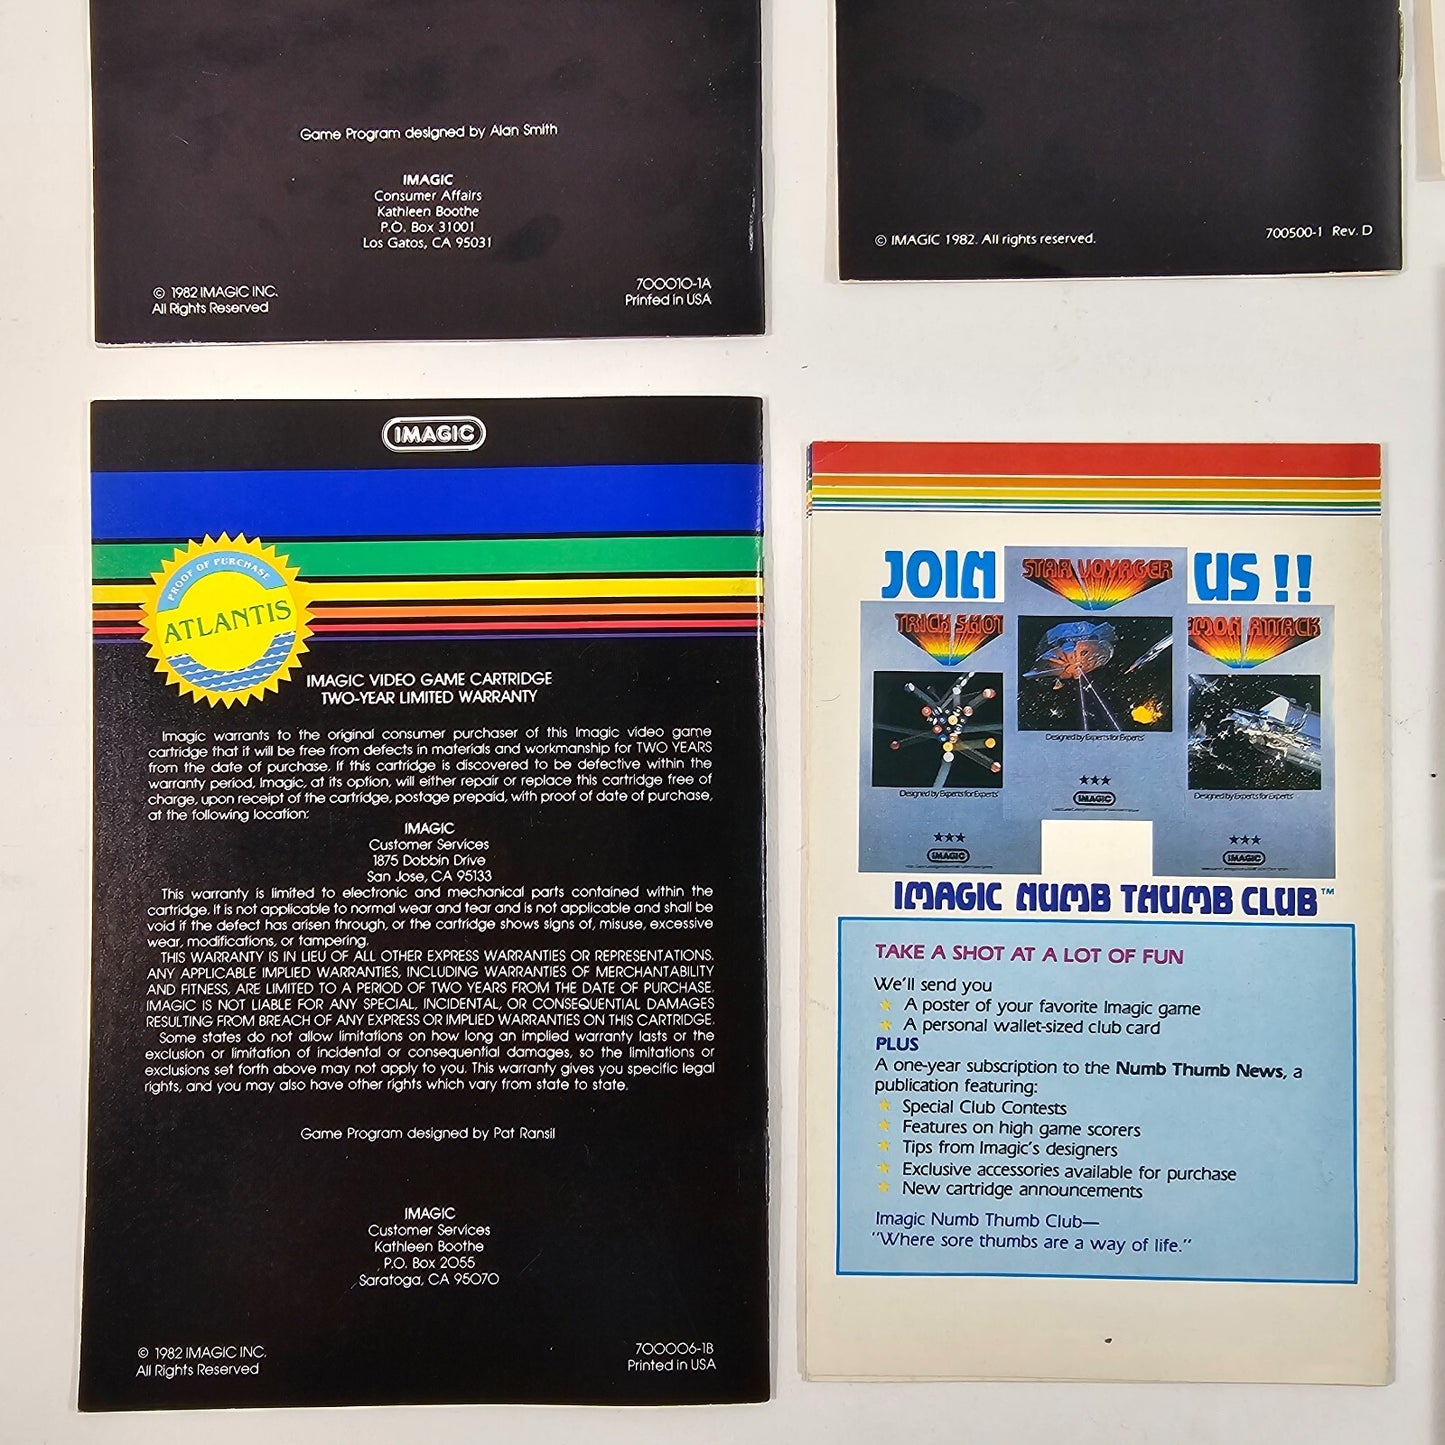 Game Program designed by Alan Smith
IMAGIC
Consumer Affairs
Kathleen Boothe
P.O. Box 31001
Los Gatos, CA 95031
© 1982 IMAGIC INC.
All Rights Reserved
700010-1A
Printed in USA
© IMAGIC 1982. All rights reserved.
700500-1 Rev. D
IMAGIC
PROOF OF PURCHASE
ATLANTIS
IMAGIC VIDEO GAME CARTRIDGE
TWO-YEAR LIMITED WARRANTY
Imagic warrants to the original consumer purchaser of this Imagic video game
cartridge that it will be free from defects in materials and workmanship for TWO YEARS
from the date of purchase. If this cartridge is discovered to be defective within the
warranty period, Imagic, at its option, will either repair or replace this cartridge free of
charge, upon receipt of the cartridge, postage prepaid, with proof of date of purchase,
at the following location:
IMAGIC
Customer Services
1875 Dobbin Drive
San Jose, CA 95133
This warranty is limited to electronic and mechanical parts contained within the
cartridge. It is not applicable to normal wear and tear and is not applicable and shall be
void if the defect has arisen through, or the cartridge shows signs of, misuse, excessive
wear, modifications, or tampering.
THIS WARRANTY IS IN LIEU OF ALL OTHER EXPRESS WARRANTIES OR REPRESENTATIONS.
ANY APPLICABLE IMPLIED WARRANTIES, INCLUDING WARRANTIES OF MERCHANTABILITY
AND FITNESS, ARE LIMITED TO A PERIOD OF TWO YEARS FROM THE DATE OF PURCHASE.
IMAGIC IS NOT LIABLE FOR ANY SPECIAL, INCIDENTAL, OR CONSEQUENTIAL DAMAGES
RESULTING FROM BREACH OF ANY EXPRESS OR IMPLIED WARRANTIES ON THIS CARTRIDGE.
Some states do not allow limitations on how long an implied warranty lasts or the
exclusion or limitation of incidental or consequential damages, so the limitations or
exclusions set forth above may not apply to you. This warranty gives you specific legal
rights, and you may also have other rights which vary from state to state.
Game Program designed by Pat Ransil
IMAGIC
Customer Services
Kathleen Boothe
P.O. Box 2055
Saratoga, CA 95070
© 1982 IMAGIC INC.
All Rights Reserved
700006-1B
Printed in USA
JOIN US !!
STAR VOYAGER
TRICK SHOT
EMON ATTACK
Designed by Experts for Experts™
IMAGIC
Designed by Experts for Experts™
IMAGIC
Designed by Experts for Experts™
IMAGIC
IMAGIC NUMB THUMB CLUB™
TAKE A SHOT AT A LOT OF FUN
We'll send you
A poster of your favorite Imagic game
A personal wallet-sized club card
PLUS
A one-year subscription to the Numb Thumb News, a
publication featuring:
Special Club Contests
Features on high game scorers
Tips from Imagic's designers
Exclusive accessories available for purchase
New cartridge announcements
Imagic Numb Thumb Club—
"Where sore thumbs are a way of life."